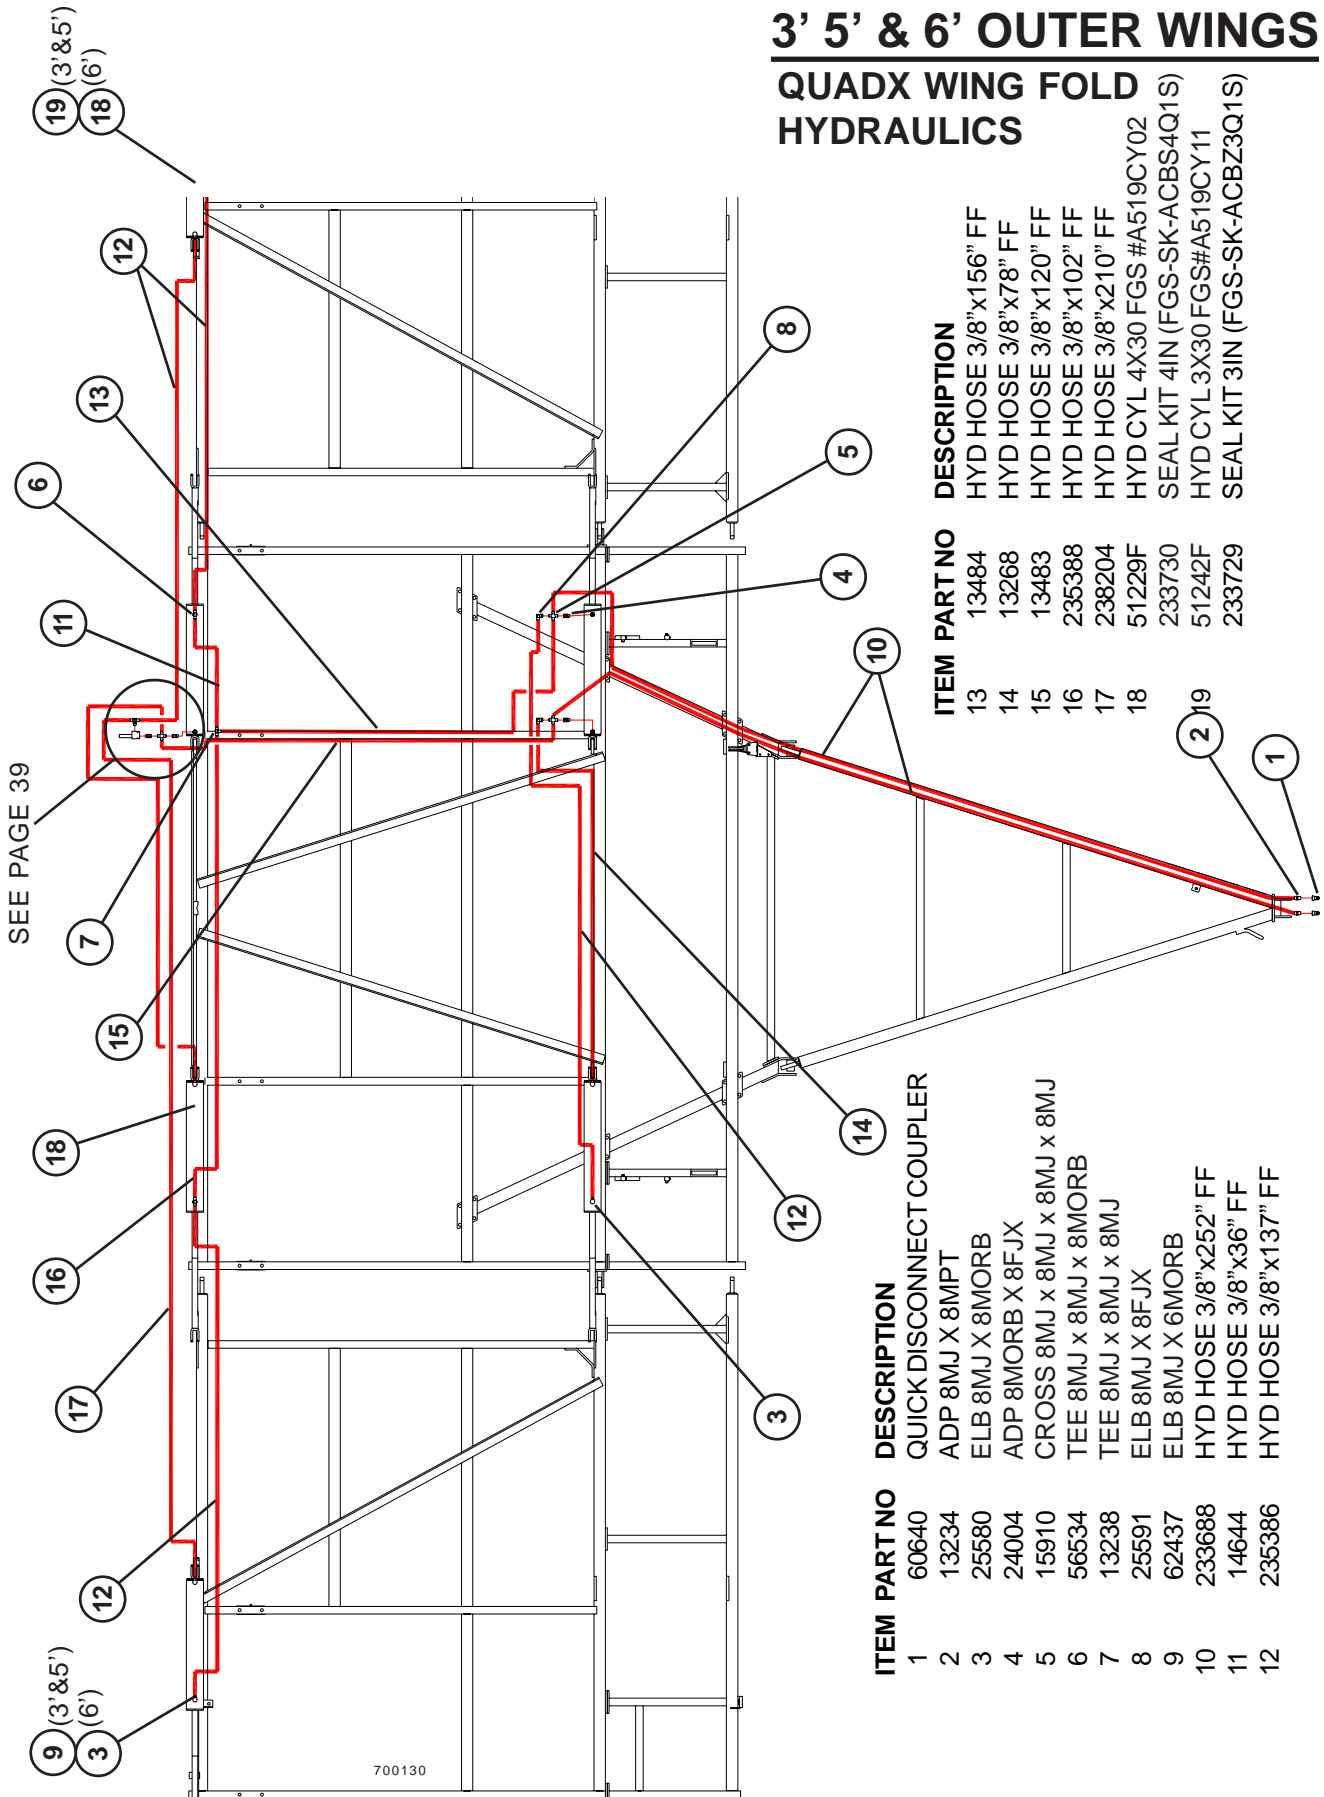 3’ 5’ & 6’ OUTER WINGS
QUADX WING FOLD
HYDRAULICS
19 (3’&5’)
18 (6’)
12
13
6
11
SEE PAGE 39
7
15
18
16
17
12
9 (3’&5’)
3 (6’)
8
5
4
10
2
1
14
12
3
700130
ITEM PART NO DESCRIPTION
1 60640 QUICK DISCONNECT COUPLER
2 13234 ADP 8MJ X 8MPT
3 25580 ELB 8MJ X 8MORB
4 24004 ADP 8MORB X 8FJX
5 15910 CROSS 8MJ x 8MJ x 8MJ x 8MJ
6 56534 TEE 8MJ x 8MJ x 8MORB
7 13238 TEE 8MJ x 8MJ x 8MJ
8 25591 ELB 8MJ X 8FJX
9 62437 ELB 8MJ X 6MORB
10 233688 HYD HOSE 3/8”x252” FF
11 14644 HYD HOSE 3/8”x36” FF
12 235386 HYD HOSE 3/8”x137” FF
ITEM PART NO DESCRIPTION
13 13484 HYD HOSE 3/8”x156” FF
14 13268 HYD HOSE 3/8”x78” FF
15 13483 HYD HOSE 3/8”x120” FF
16 235388 HYD HOSE 3/8”x102” FF
17 238204 HYD HOSE 3/8”x210” FF
18 51229F HYD CYL 4X30 FGS #A519CY02
233730 SEAL KIT 4IN (FGS-SK-ACBS4Q1S)
19 51242F HYD CYL 3X30 FGS#A519CY11
233729 SEAL KIT 3IN (FGS-SK-ACBZ3Q1S)